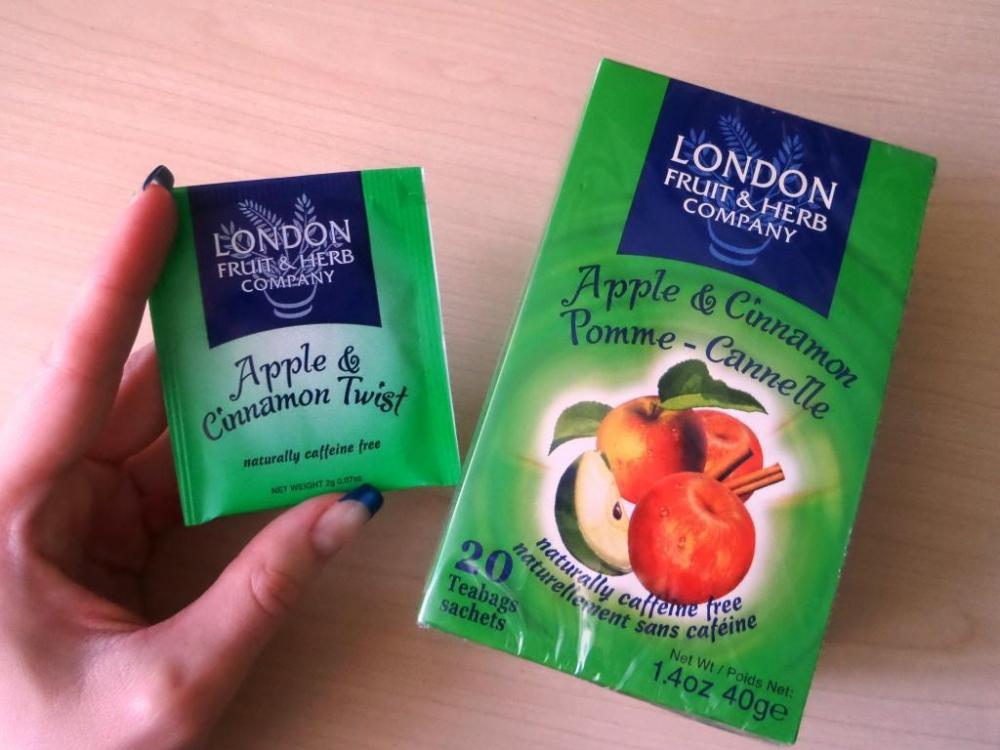 LONDON
FRUIT & HERB
COMPANY
Apple &
Cinnamon Twist
naturally caffeine free
NET WEIGHT 2g 0.07oz.
LONDON
FRUIT & HERB
COMPANY
Apple & Cinnamon
Pomme - Cannelle
20
Teabags
sachets
naturally caffeine free
naturellement sans caféine
Net Wt / Poids Net:
1.4oz 40g℮